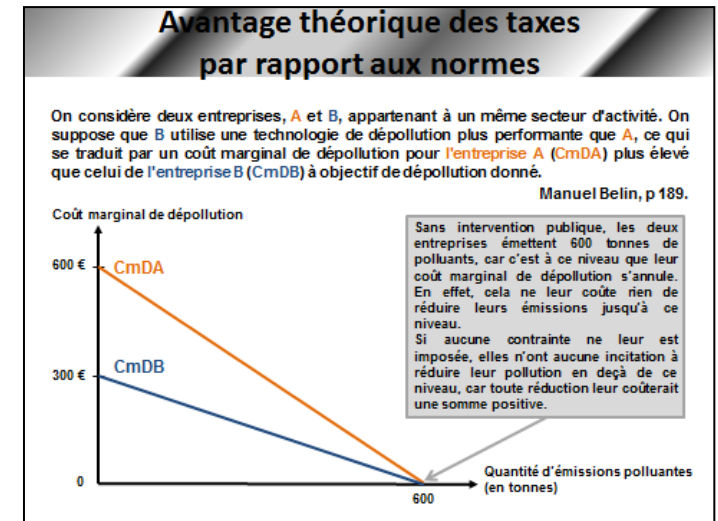 Avantage théorique des taxes
par rapport aux normes
On considère deux entreprises, A et B, appartenant à un même secteur d'activité. On
suppose que B utilise une technologie de dépollution plus performante que A, ce qui
se traduit par un coût marginal de dépollution pour l'entreprise A (CmDA) plus élevé
que celui de l'entreprise B (CmDB) à objectif de dépollution donné.
Manuel Belin, p 189.
Coût marginal de dépollution
600 €
CmDA
300 €
CmDB
0
600
Quantité d'émissions polluantes
(en tonnes)
Sans intervention publique, les deux
entreprises émettent 600 tonnes de
polluants, car c'est à ce niveau que leur
coût marginal de dépollution s'annule.
En effet, cela ne leur coûte rien de
réduire leurs émissions jusqu'à ce
niveau.
Si aucune contrainte ne leur est
imposée, elles n'ont aucune incitation à
réduire leur pollution en deçà de ce
niveau, car toute réduction leur coûterait
une somme positive.